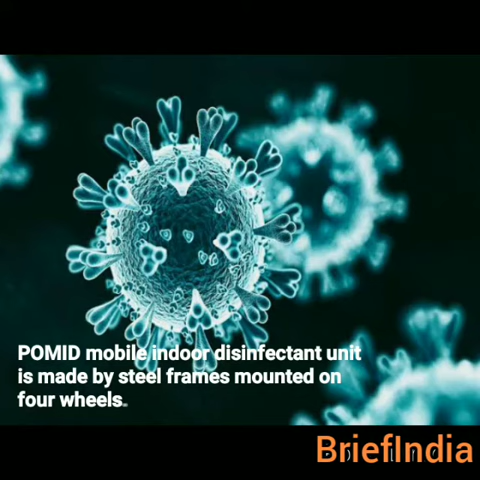 POMID mobile indoor disinfectant unit
is made by steel frames mounted on
four wheels.
BriefIndia